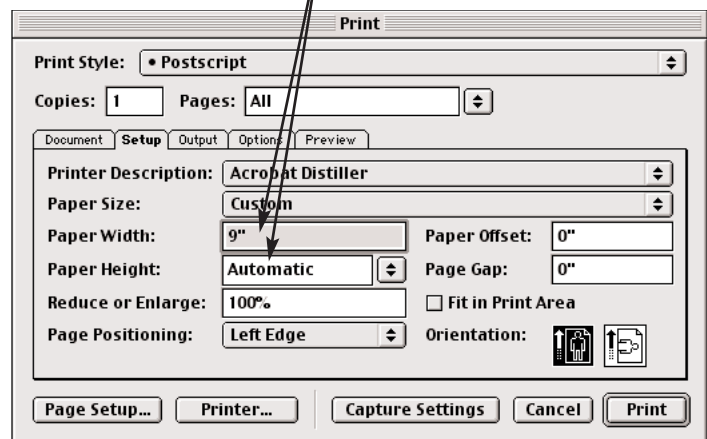 Print
Print Style: • Postscript
Copies: 1 Pages: All
Document Setup Output Options Preview
Printer Description: Acrobat Distiller
Paper Size: Custom
Paper Width: 9" Paper Offset: 0"
Paper Height: Automatic Page Gap: 0"
Reduce or Enlarge: 100% Fit in Print Area
Page Positioning: Left Edge Orientation:
Page Setup... Printer... Capture Settings Cancel Print